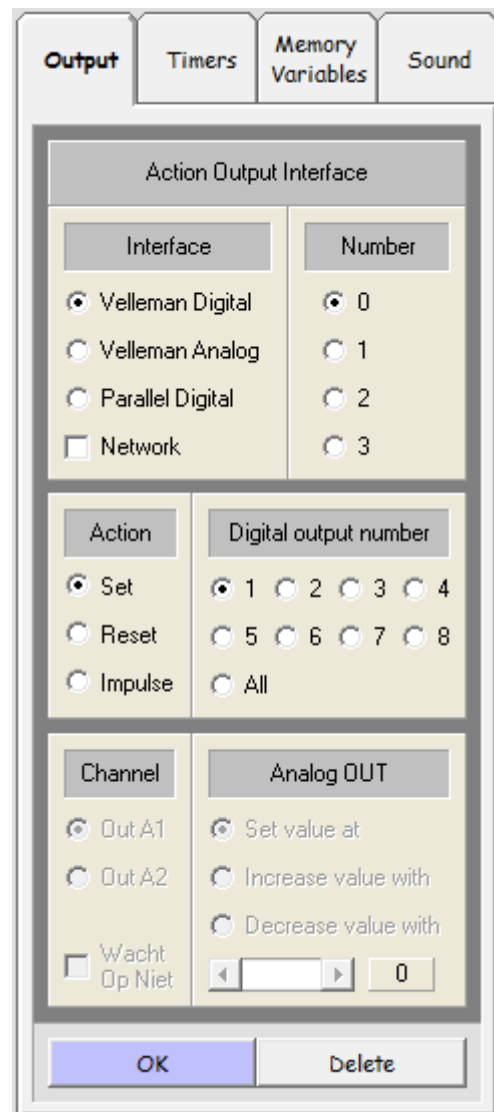 Output Timers Memory Variables Sound
Action Output Interface
Interface
Velleman Digital
Velleman Analog
Parallel Digital
Network
Number
0
1
2
3
Action
Set
Reset
Impulse
Digital output number
1 2 3 4
5 6 7 8
All
Channel
Out A1
Out A2
Wacht
Op Niet
Analog OUT
Set value at
Increase value with
Decrease value with
0
OK Delete